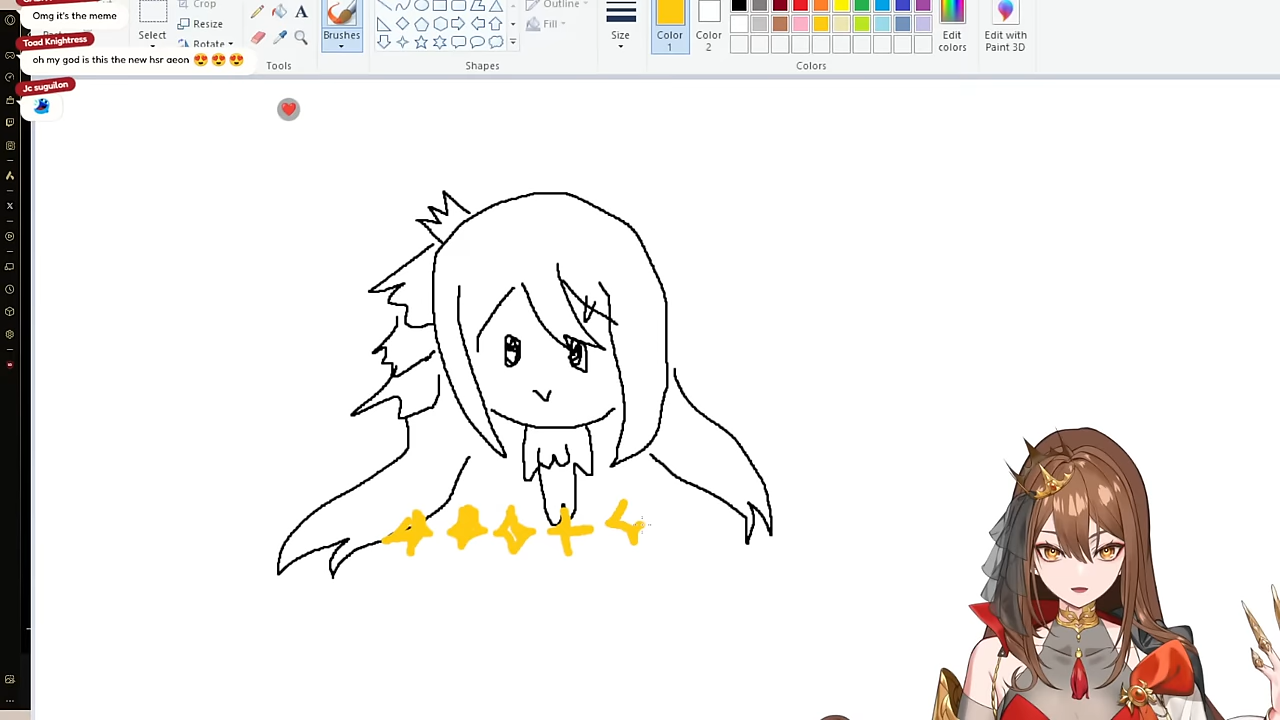 Omg it's the meme
Toad Knightress
oh my god is this the new hsr aeon 😍 😍 😍
Jc suguilon
Crop
Resize
Rotate
Select
Tools
Brushes
Shapes
Outline
Fill
Size
Color
1
Color
2
Colors
Edit
colors
Edit with
Paint 3D